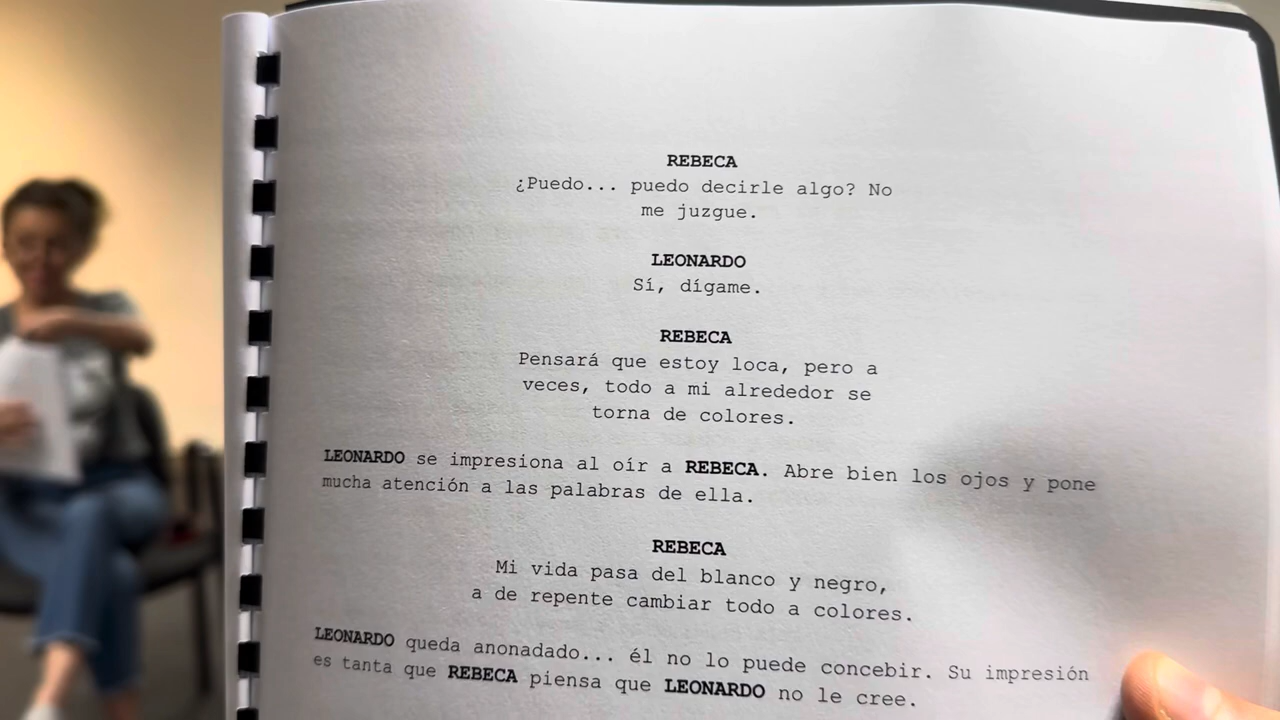 REBECA
¿Puedo... puedo decirle algo? No
me juzgue.
LEONARDO
Sí, dígame.
REBECA
Pensará que estoy loca, pero a
veces, todo a mi alrededor se
torna de colores.
LEONARDO se impresiona al oír a REBECA. Abre bien los ojos y pone
mucha atención a las palabras de ella.
REBECA
Mi vida pasa del blanco y negro,
a de repente cambiar todo a colores.
LEONARDO queda anonadado... él no lo puede concebir. Su impresión
es tanta que REBECA piensa que LEONARDO no le cree.